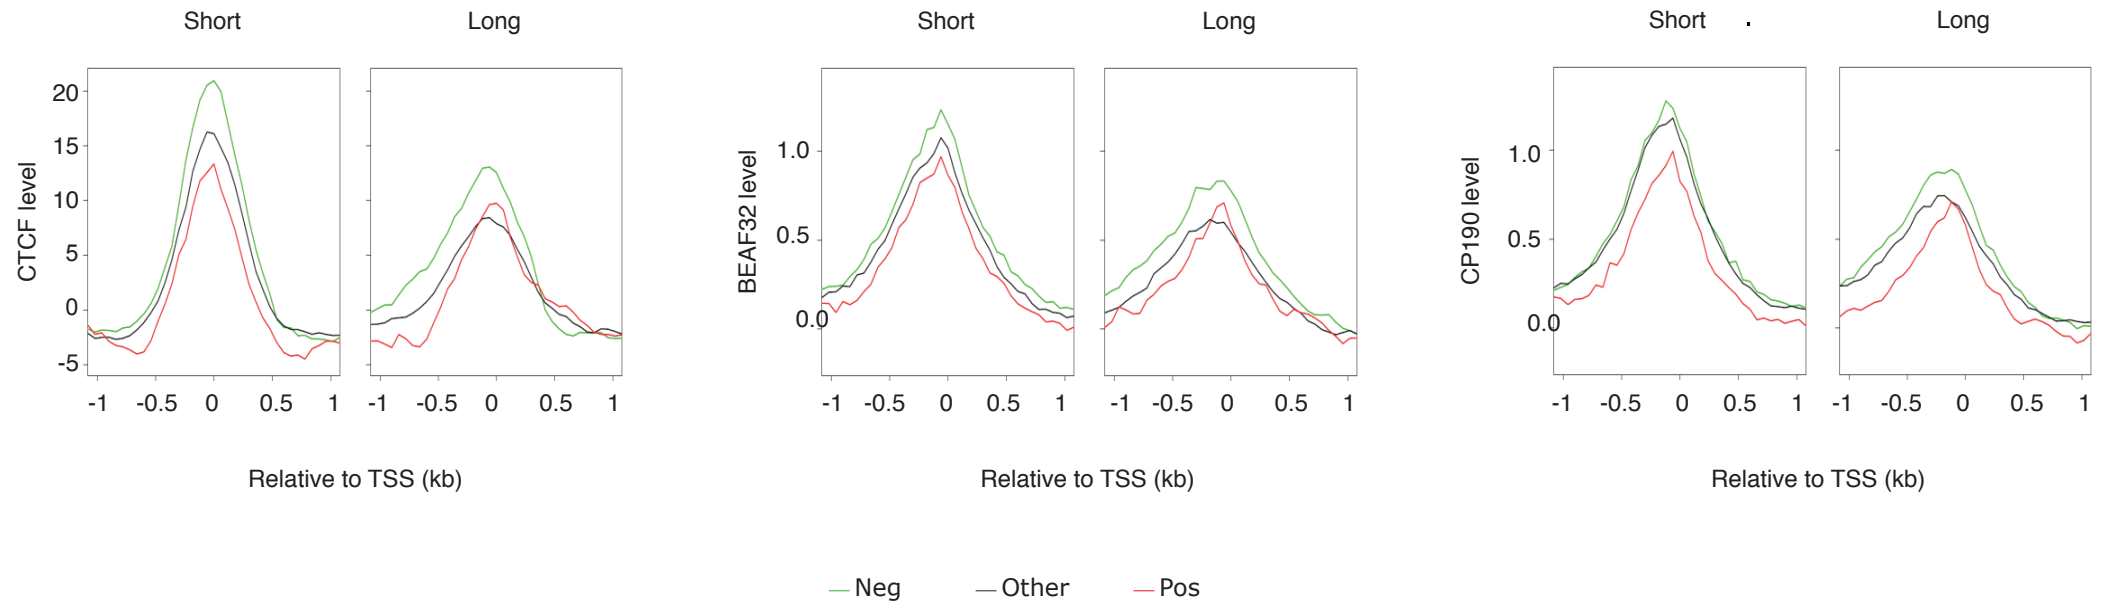 Short Long Short Long Short . Long
CTCF level
20
15
10
5
0
-5
-1 -0.5 0 0.5 1 -1 -0.5 0 0.5 1
Relative to TSS (kb)
BEAF32 level
1.0
0.5
0.0
-1 -0.5 0 0.5 1 -1 -0.5 0 0.5 1
Relative to TSS (kb)
CP190 level
1.0
0.5
0.0
-1 -0.5 0 0.5 1 -1 -0.5 0 0.5 1
Relative to TSS (kb)
Neg Other Pos